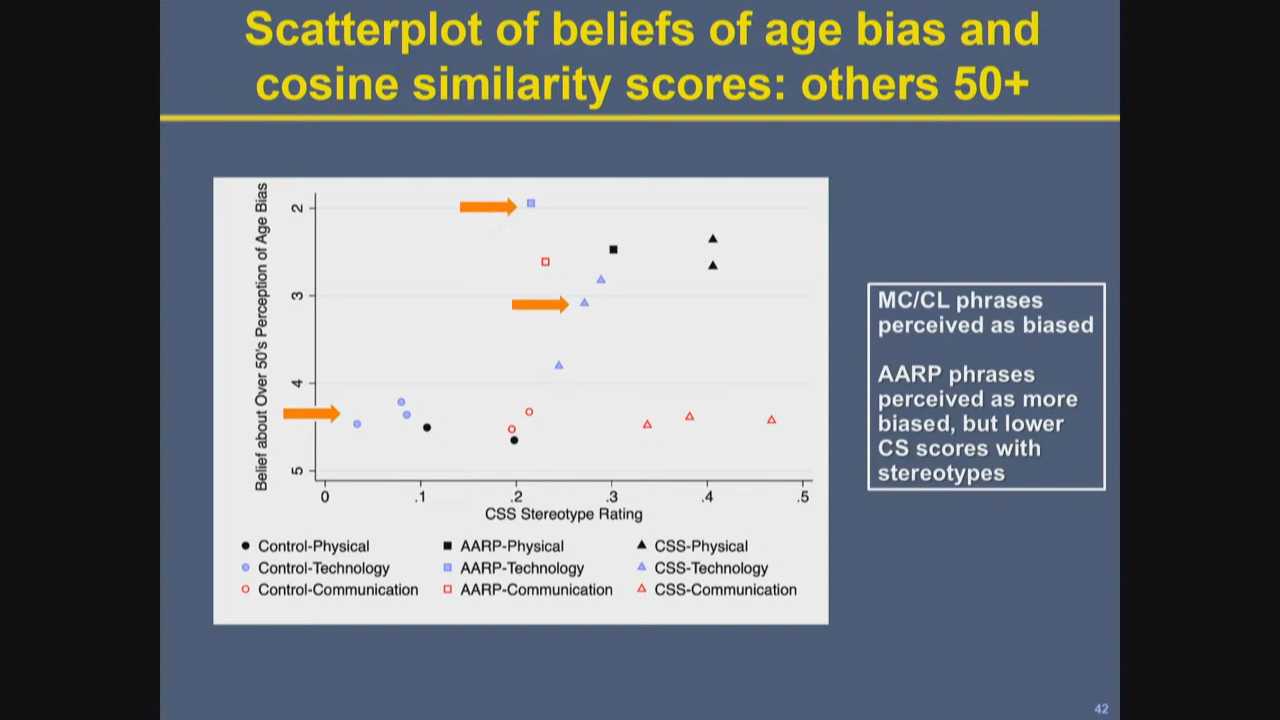 Scatterplot of beliefs of age bias and
cosine similarity scores: others 50+
Belief about Over 50's Perception of Age Bias
2
3
4
5
0
.1
.2
.3
.4
.5
CSS Stereotype Rating
Control-Physical
AARP-Physical
CSS-Physical
Control-Technology
AARP-Technology
CSS-Technology
Control-Communication
AARP-Communication
CSS-Communication
MC/CL phrases
perceived as biased
AARP phrases
perceived as more
biased, but lower
CS scores with
stereotypes
42